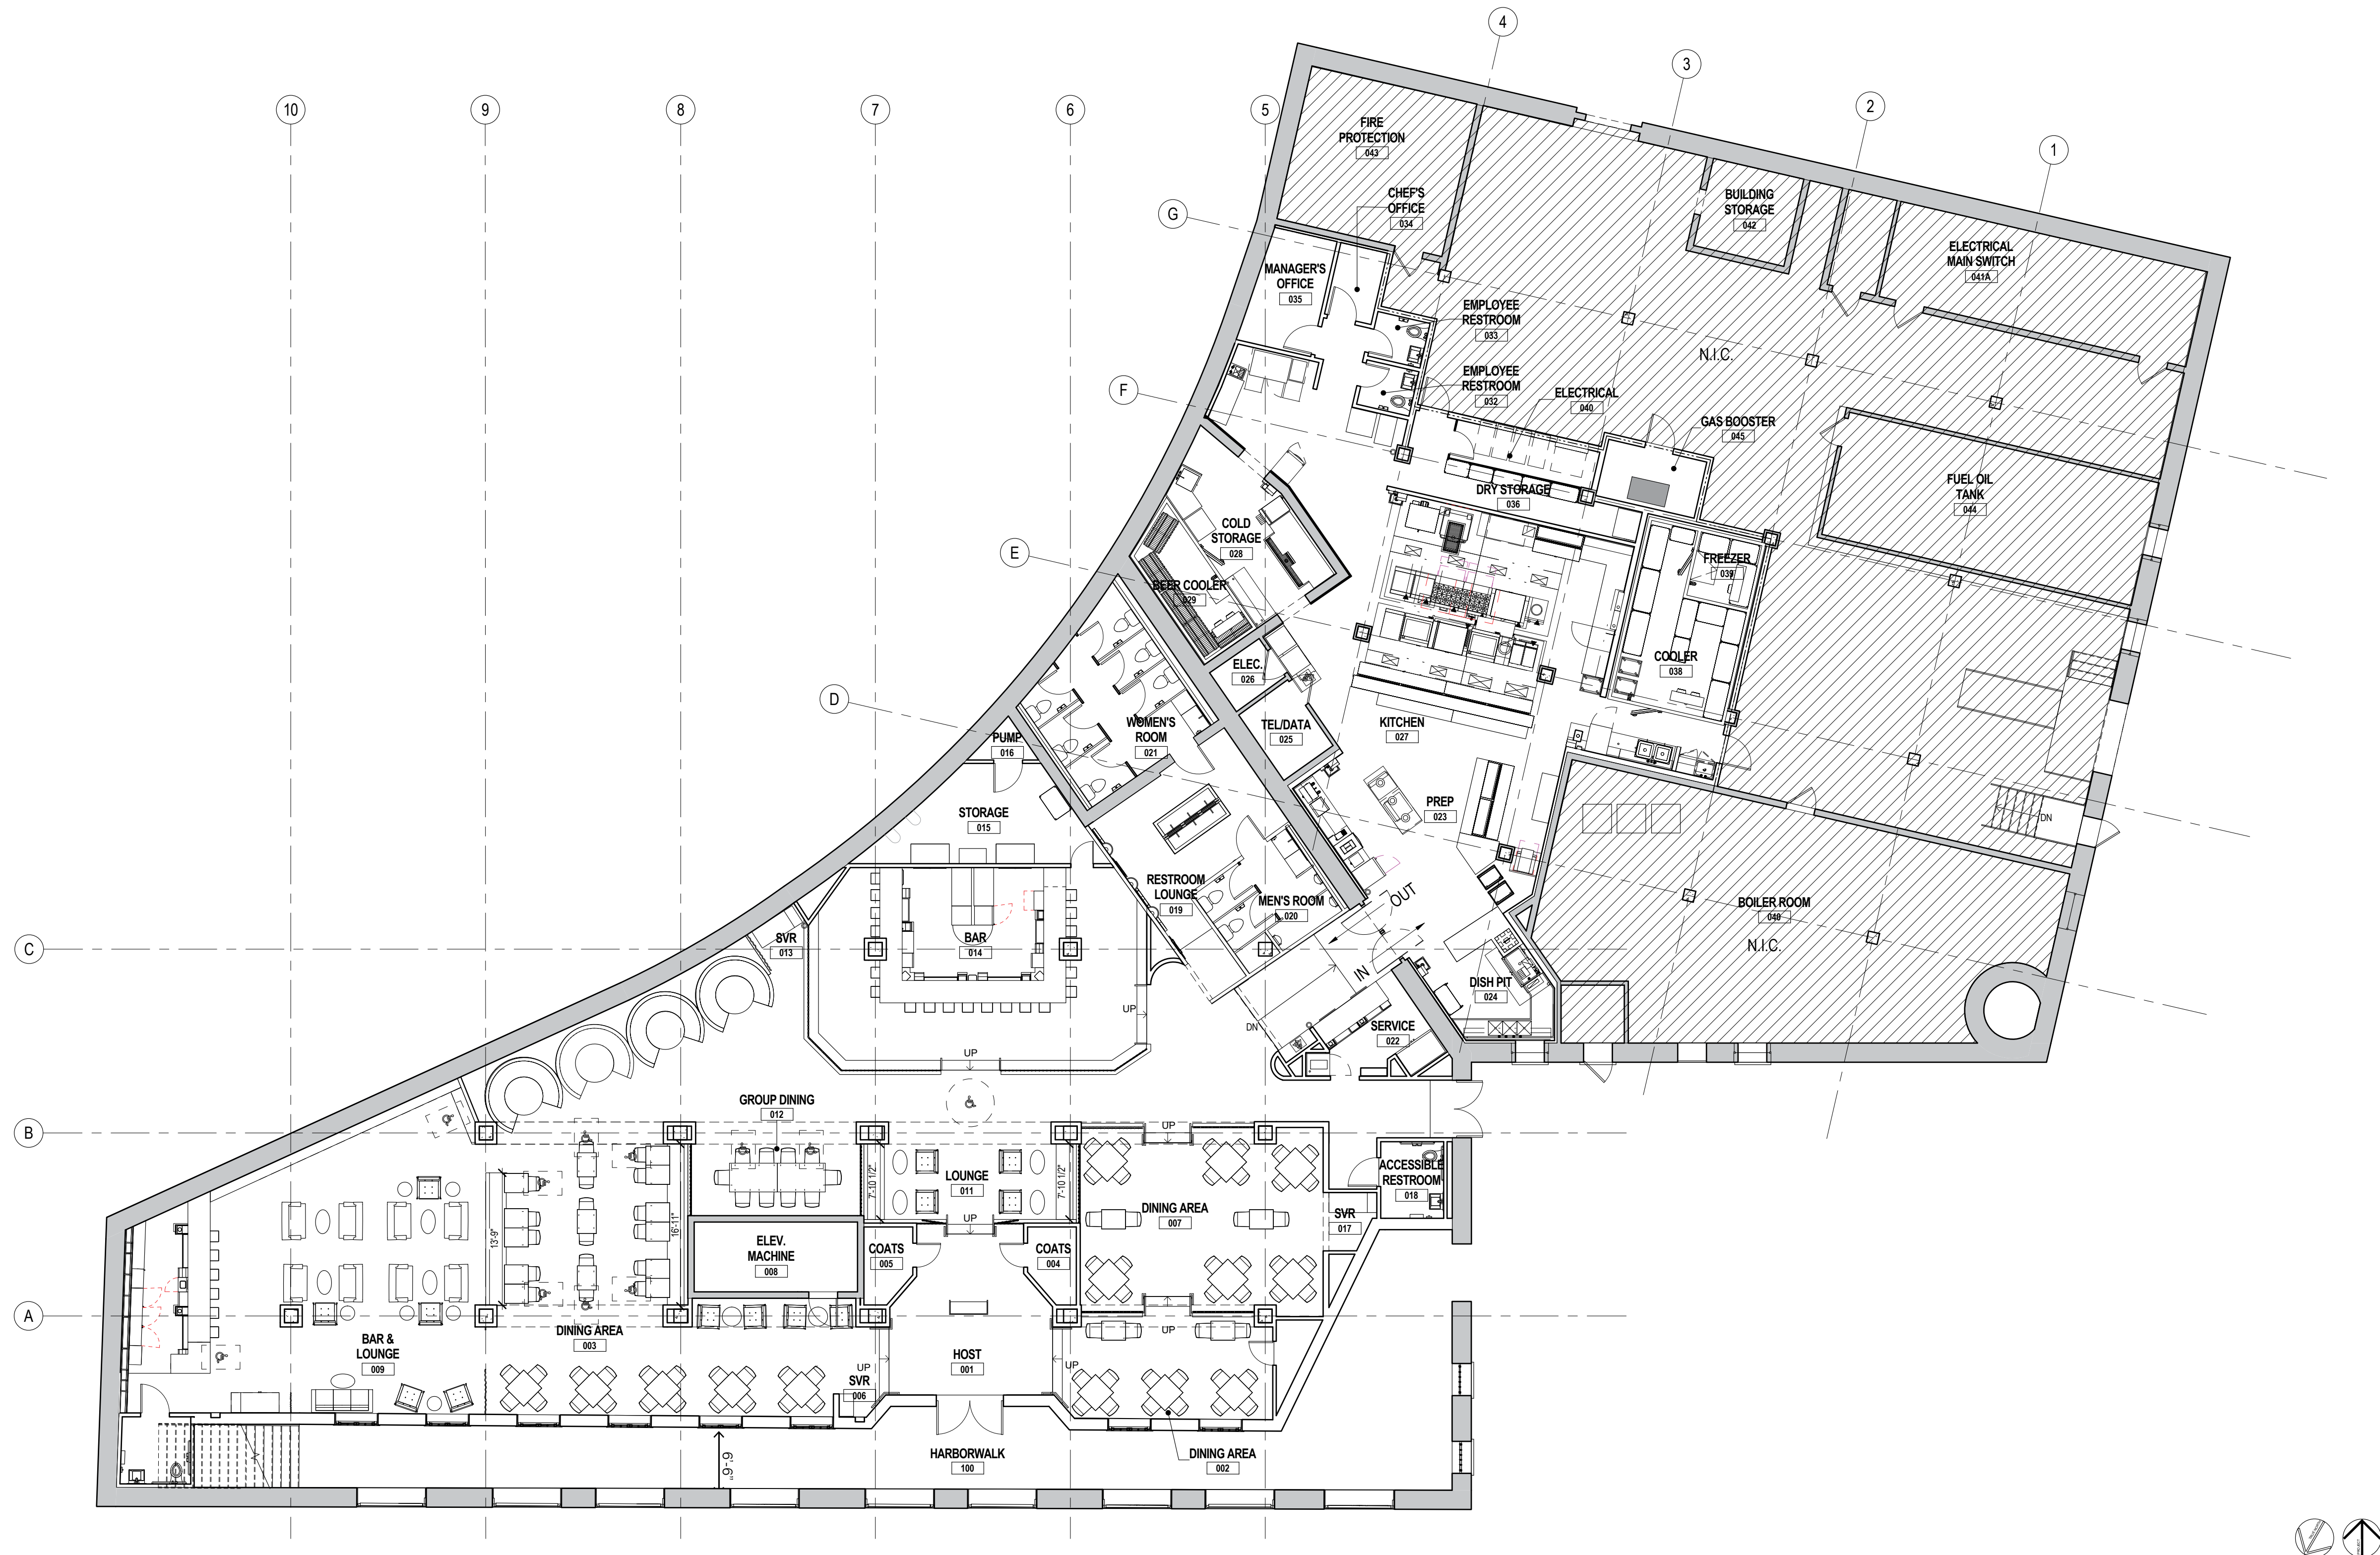 4
3
10
9
8
7
6
5
2
1
FIRE
PROTECTION
043
G
CHEF'S
OFFICE
034
BUILDING
STORAGE
042
ELECTRICAL
MAIN SWITCH
041A
MANAGER'S
OFFICE
035
EMPLOYEE
RESTROOM
033
N.I.C.
F
EMPLOYEE
RESTROOM
032
ELECTRICAL
040
GAS BOOSTER
045
DRY STORAGE
036
FUEL OIL
TANK
044
COLD
STORAGE
028
E
BEER COOLER
029
FREEZER
039
COOLER
038
ELEC.
026
D
WOMEN'S
ROOM
021
TEL/DATA
025
KITCHEN
027
PUMP
016
STORAGE
015
PREP
023
DN
RESTROOM
LOUNGE
019
MEN'S ROOM
020
OUT
BOILER ROOM
040
N.I.C.
C
SVR
013
BAR
014
IN
DISH PIT
024
UP
DN
SERVICE
022
UP
GROUP DINING
012
B
UP
7'-10 1/2"
LOUNGE
011
7'-10 1/2"
ACCESSIBLE
RESTROOM
018
DINING AREA
007
SVR
017
13'-9"
16'-11"
UP
ELEV.
MACHINE
008
COATS
005
COATS
004
A
BAR &
LOUNGE
009
DINING AREA
003
UP
HOST
001
UP
UP
SVR
006
HARBORWALK
100
DINING AREA
002
6'-6"